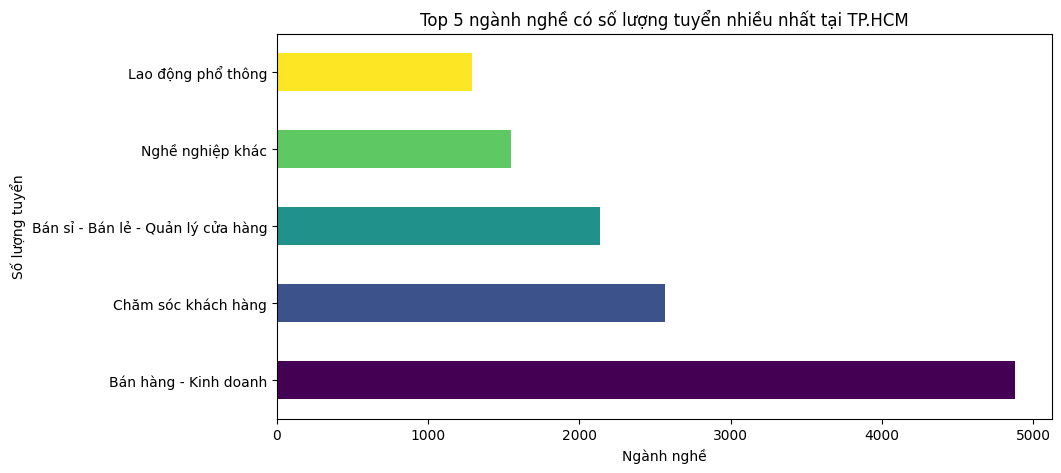 Top 5 ngành nghề có số lượng tuyển nhiều nhất tại TP.HCM
Số lượng tuyển
Lao động phổ thông
Nghề nghiệp khác
Bán sỉ - Bán lẻ - Quản lý cửa hàng
Chăm sóc khách hàng
Bán hàng - Kinh doanh
0 1000 2000 3000 4000 5000
Ngành nghề